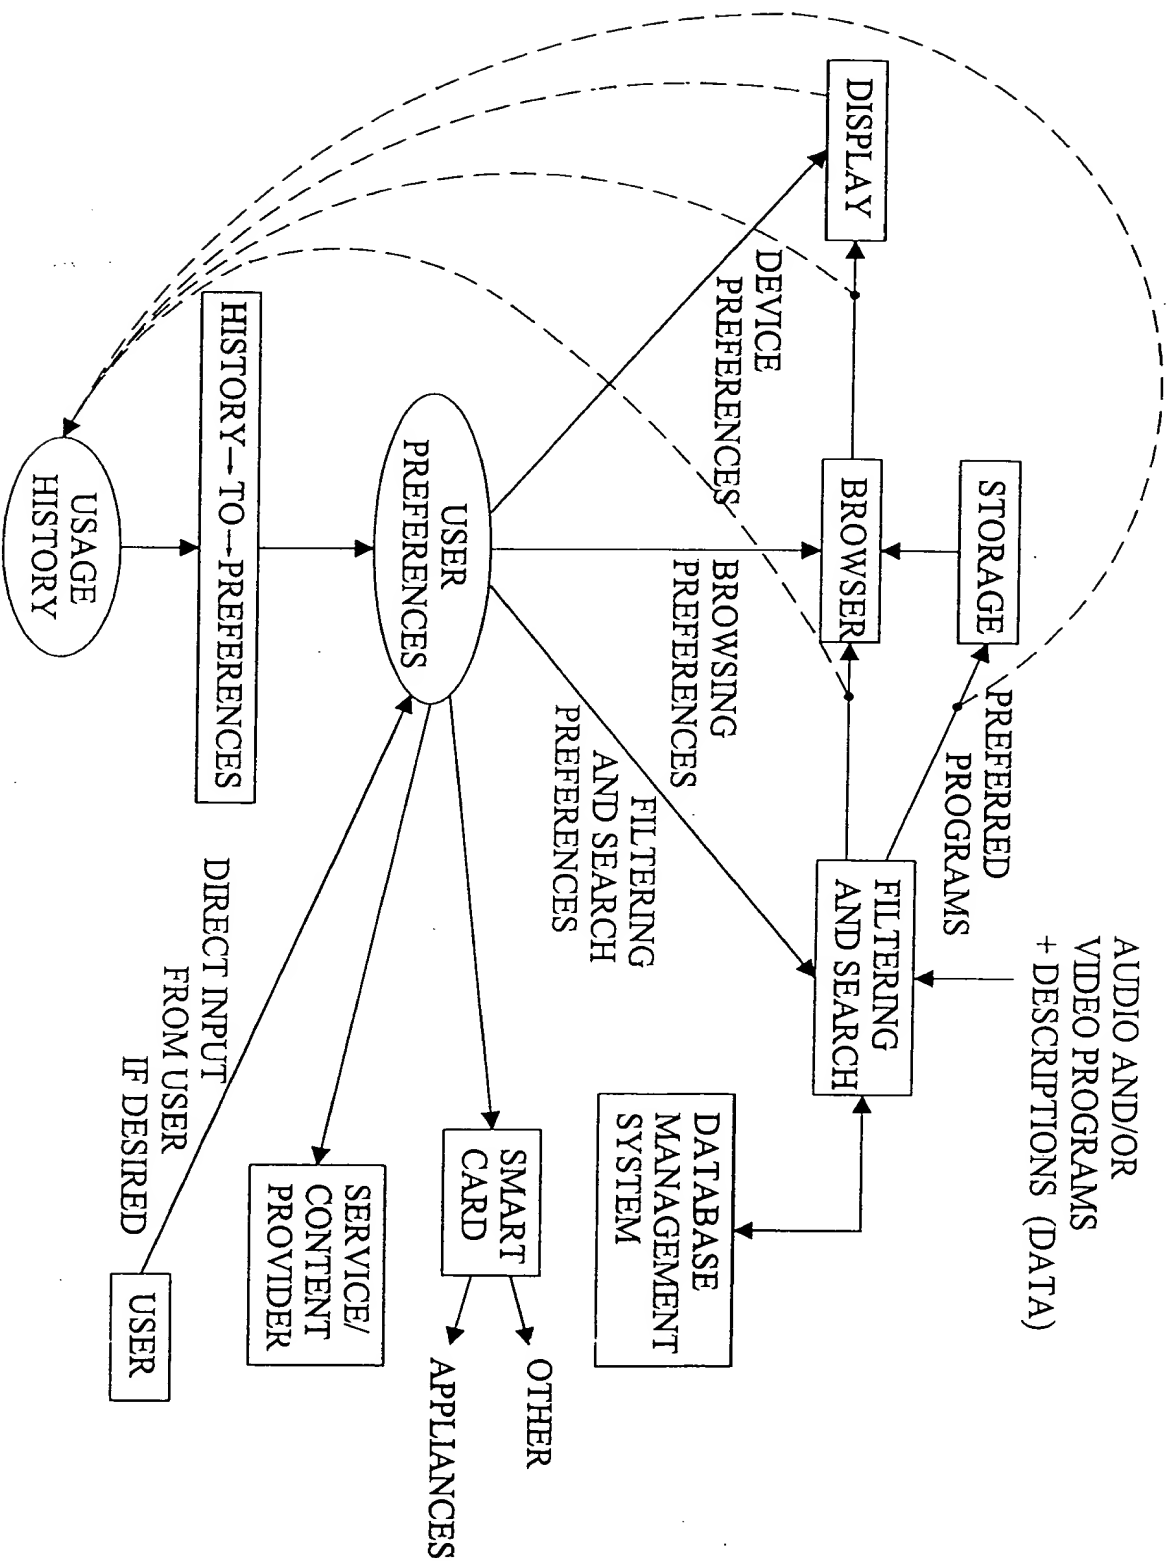 AUDIO AND/OR
VIDEO PROGRAMS
+ DESCRIPTIONS (DATA)
PREFERRED
PROGRAMS
STORAGE
DISPLAY
BROWSER
FILTERING
AND SEARCH
DEVICE
PREFERENCES
BROWSING
PREFERENCES
FILTERING
AND SEARCH
PREFERENCES
DATABASE
MANAGEMENT
SYSTEM
USER
PREFERENCES
SMART
CARD
OTHER
APPLIANCES
SERVICE/
CONTENT
PROVIDER
HISTORY→TO→PREFERENCES
DIRECT INPUT
FROM USER
IF DESIRED
USAGE
HISTORY
USER